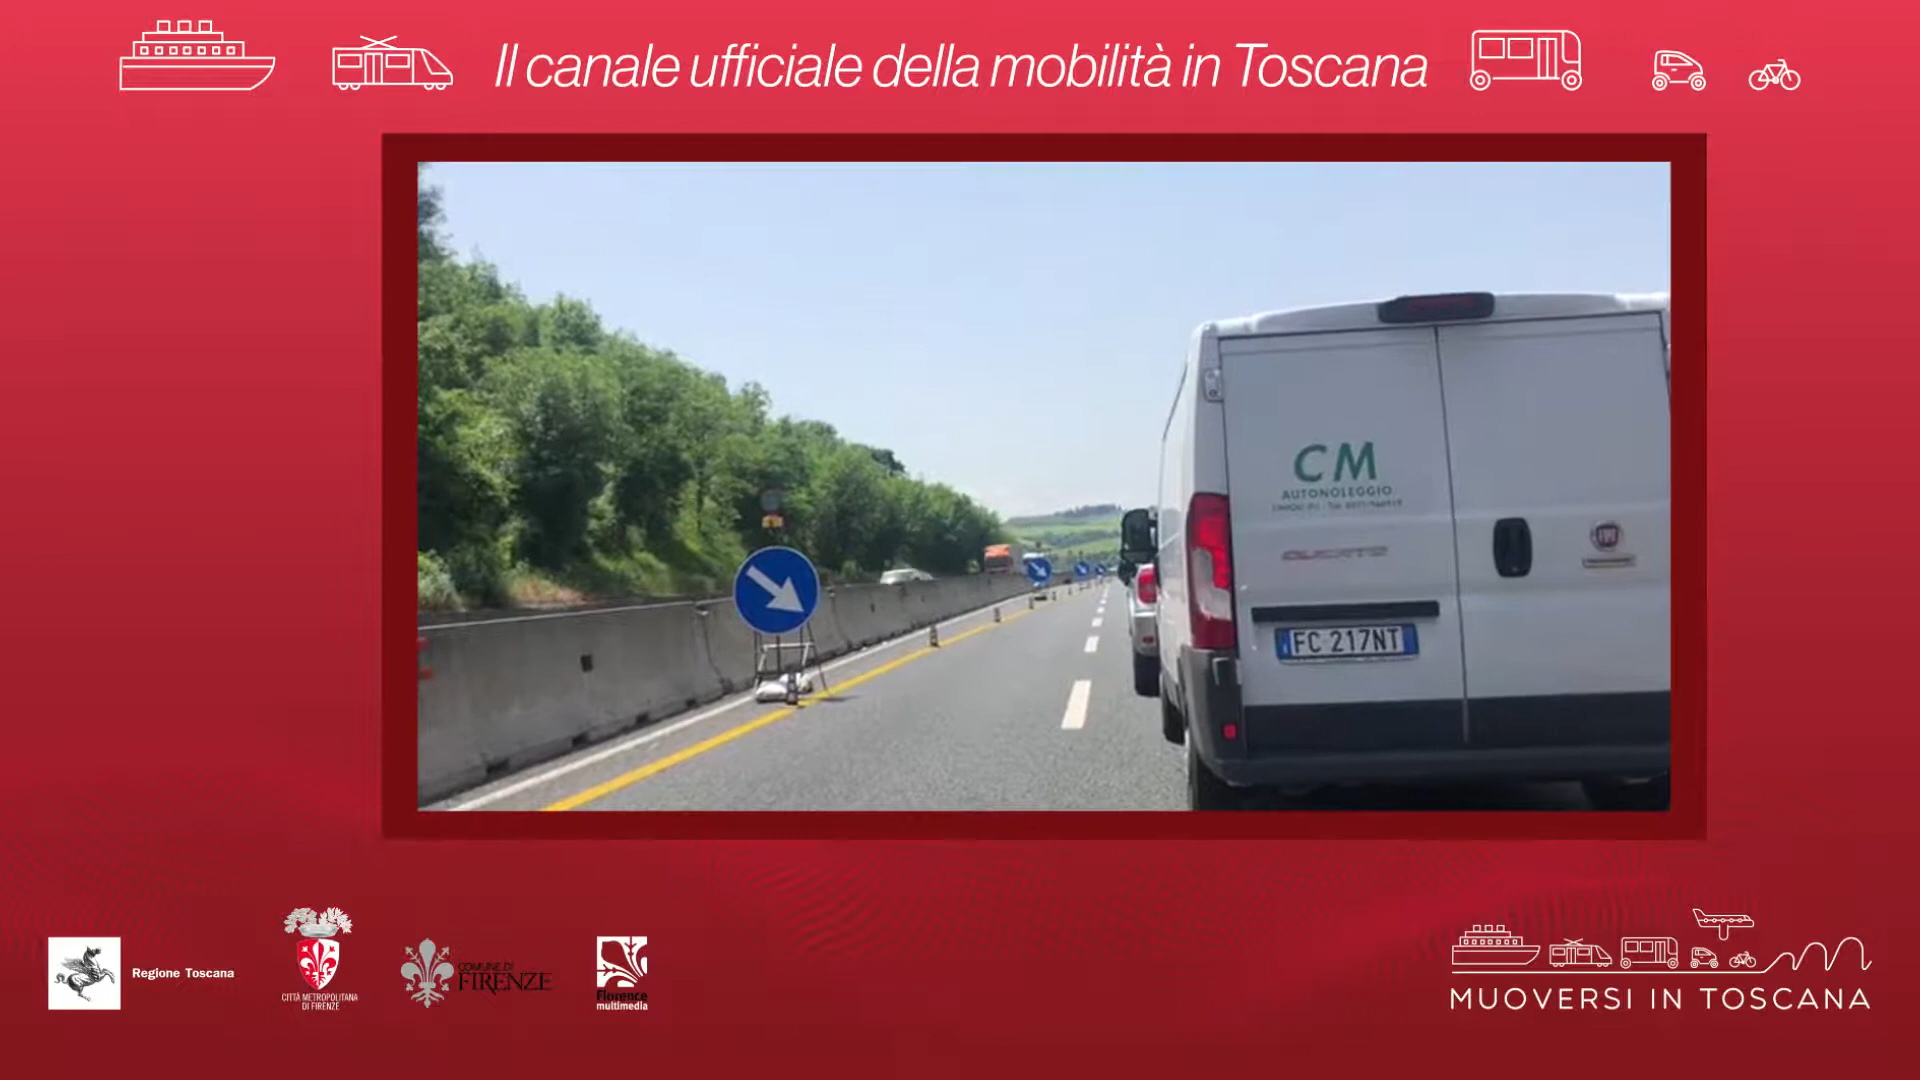 Il canale ufficiale della mobilità in Toscana
CM
AUTONOLEGGIO
DUCATO
FIAT
FC 217NT
Regione Toscana
CITTÀ METROPOLITANA
DI FIRENZE
COMUNE DI
FIRENZE
Florence
multimedia
MUOVERSI IN TOSCANA